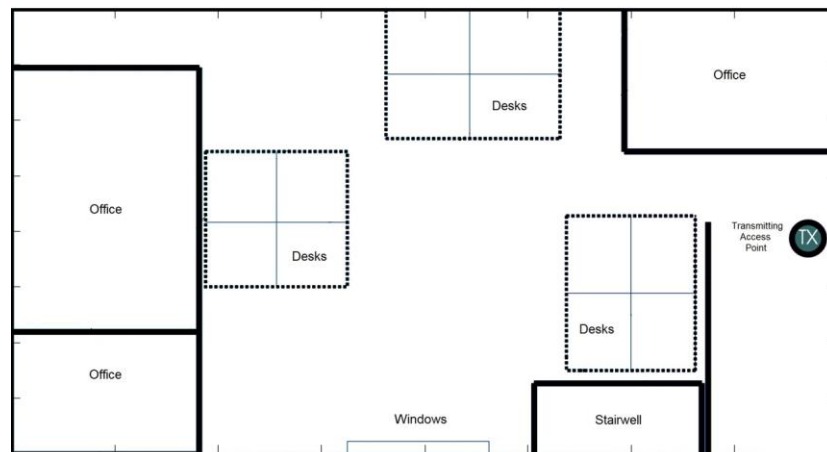 Office
Desks
Office
Transmitting
Access
Point
TX
Desks
Desks
Office
Windows
Stairwell